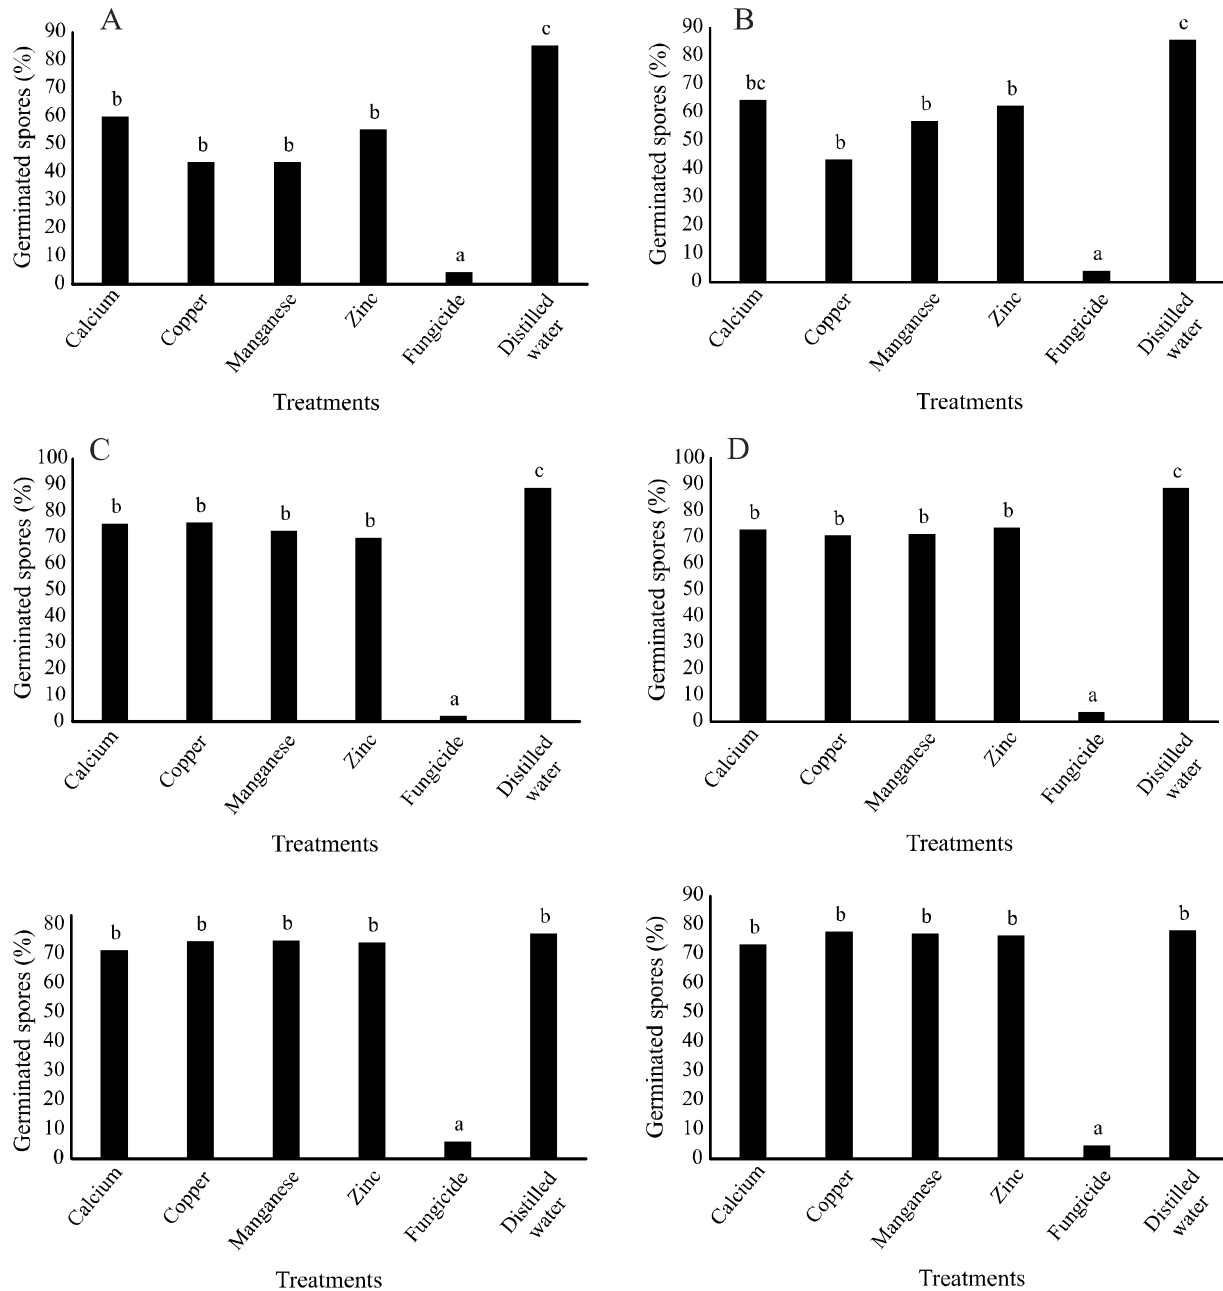 A
Germinated spores (%)
90
80
70
60
50
40
30
20
10
0
b
b
b
b
a
c
Calcium
Copper
Manganese
Zinc
Fungicide
Distilled
water
Treatments
B
Germinated spores (%)
90
80
70
60
50
40
30
20
10
0
bc
b
b
b
a
c
Calcium
Copper
Manganese
Zinc
Fungicide
Distilled
water
Treatments
C
Germinated spores (%)
100
90
80
70
60
50
40
30
20
10
0
b
b
b
b
a
c
Calcium
Copper
Manganese
Zinc
Fungicide
Distilled
water
Treatments
D
Germinated spores (%)
100
90
80
70
60
50
40
30
20
10
0
b
b
b
b
a
c
Calcium
Copper
Manganese
Zinc
Fungicide
Distilled
water
Treatments
Germinated spores (%)
80
70
60
50
40
30
20
10
0
b
b
b
b
a
b
Calcium
Copper
Manganese
Zinc
Fungicide
Distilled
water
Treatments
Germinated spores (%)
90
80
70
60
50
40
30
20
10
0
b
b
b
b
a
b
Calcium
Copper
Manganese
Zinc
Fungicide
Distilled
water
Treatments